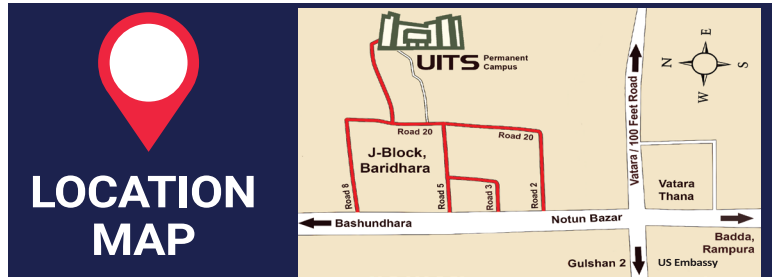 LOCATION
MAP
UITS
Permanent
Campus
Road 20
Road 20
J-Block,
Baridhara
Road 8
Road 5
Road 3
Road 2
Vatara / 100 Feet Road
E
N
S
W
Vatara
Thana
Bashundhara
Notun Bazar
Badda,
Rampura
Gulshan 2
US Embassy